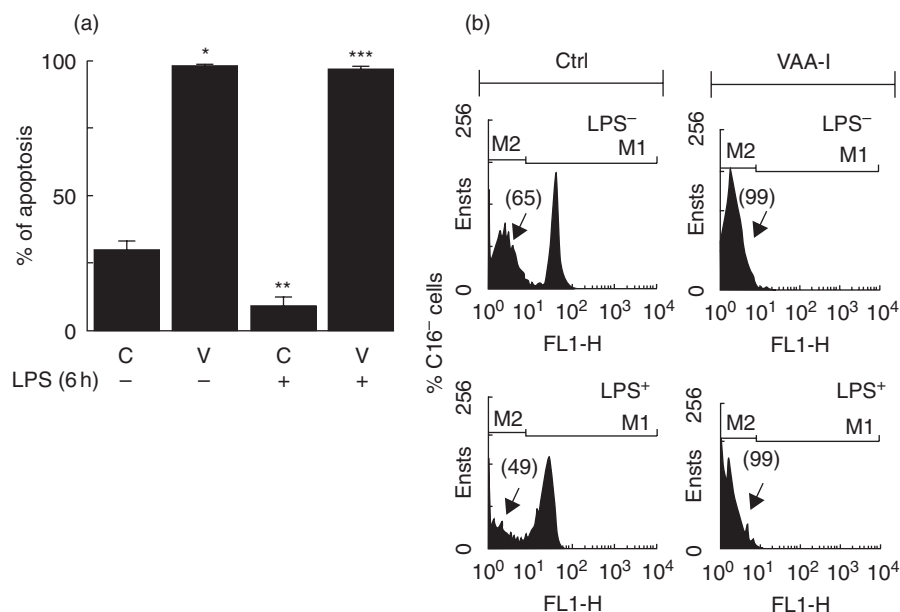 (a)
% of apoptosis
100
50
0
*
**
***
C V C V
LPS (6 h) – – + +
(b)
% C16⁻ cells
Ctrl
VAA-I
Ensts
256
0
LPS⁻
M2 M1
(65)
10⁰ 10¹ 10² 10³ 10⁴
FL1-H
Ensts
256
0
LPS⁻
M2 M1
(99)
10⁰ 10¹ 10² 10³ 10⁴
FL1-H
Ensts
256
0
LPS⁺
M2 M1
(49)
10⁰ 10¹ 10² 10³ 10⁴
FL1-H
Ensts
256
0
LPS⁺
M2 M1
(99)
10⁰ 10¹ 10² 10³ 10⁴
FL1-H